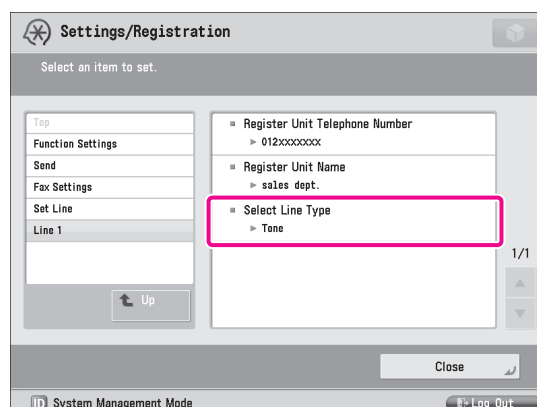 Settings/Registration
Select an item to set.
Top
Function Settings
Send
Fax Settings
Set Line
Line 1
Up
Register Unit Telephone Number
012xxxxxxx
Register Unit Name
sales dept.
Select Line Type
Tone
1/1
Close
ID System Management Mode
Log Out